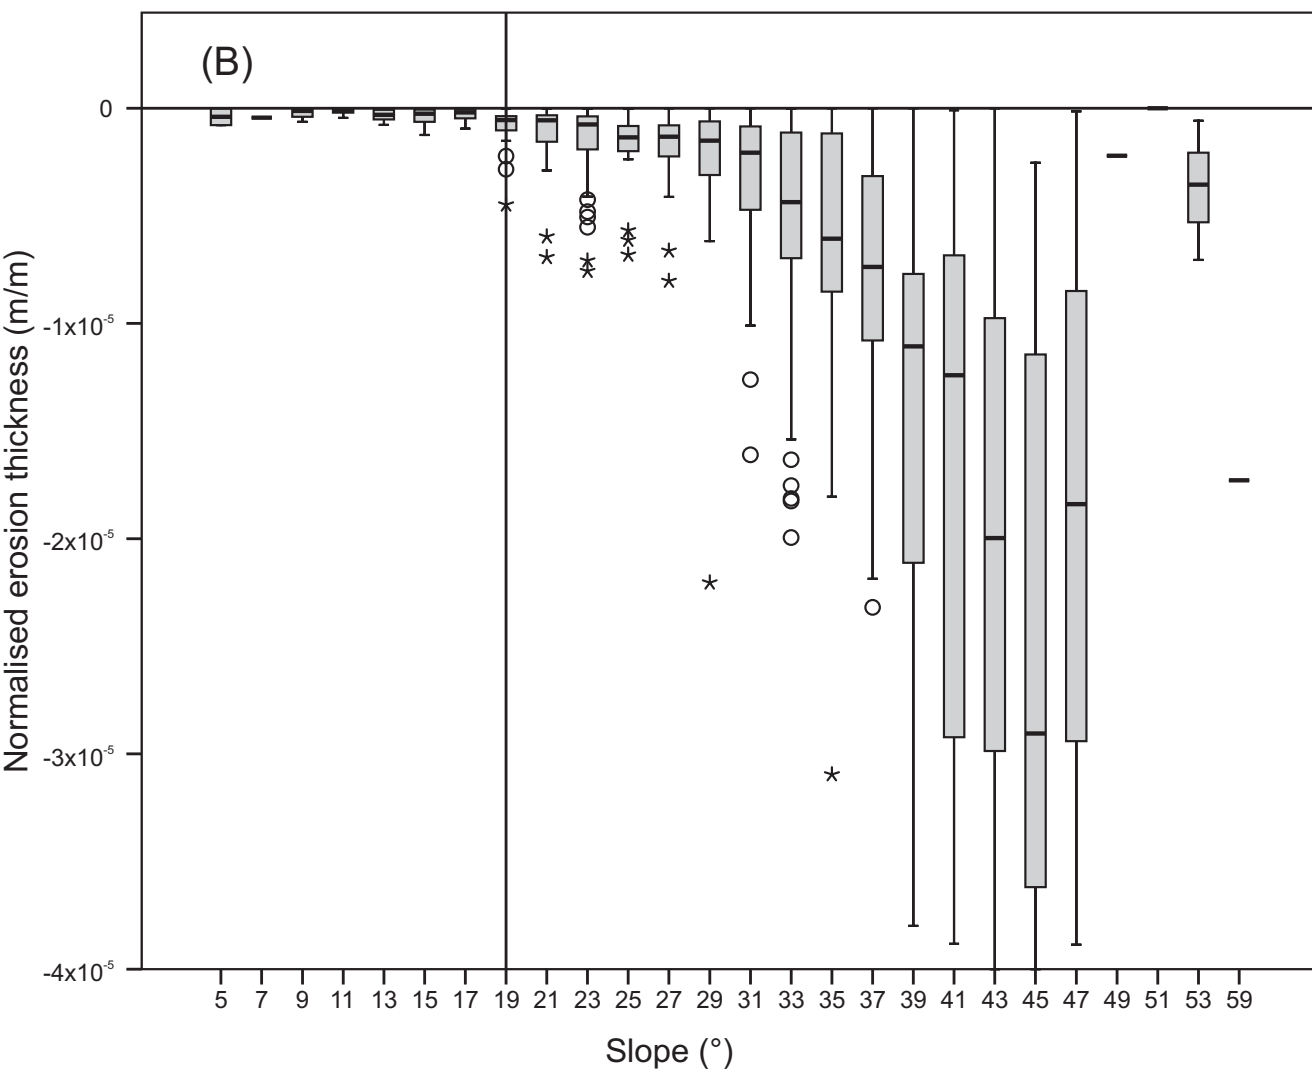 (B)
0
-1x10⁻⁵
-2x10⁻⁵
-3x10⁻⁵
-4x10⁻⁵
Normalised erosion thickness (m/m)
5 7 9 11 13 15 17 19 21 23 25 27 29 31 33 35 37 39 41 43 45 47 49 51 53 59
Slope (°)